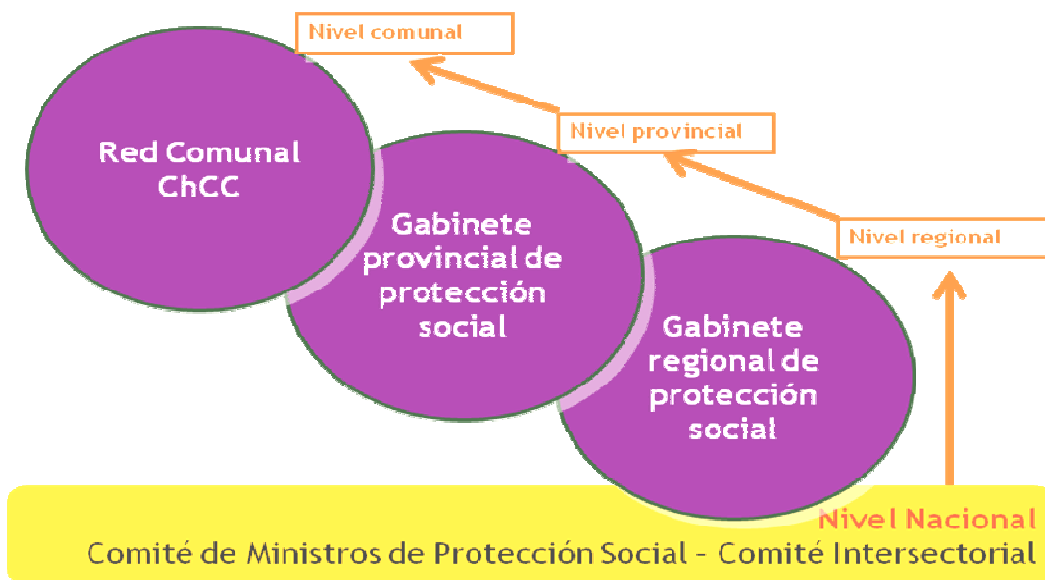 Nivel comunal
Nivel provincial
Red Comunal
ChCC
Gabinete
provincial de
protección
social
Nivel regional
Gabinete
regional de
protección
social
Nivel Nacional
Comité de Ministros de Protección Social – Comité Intersectorial